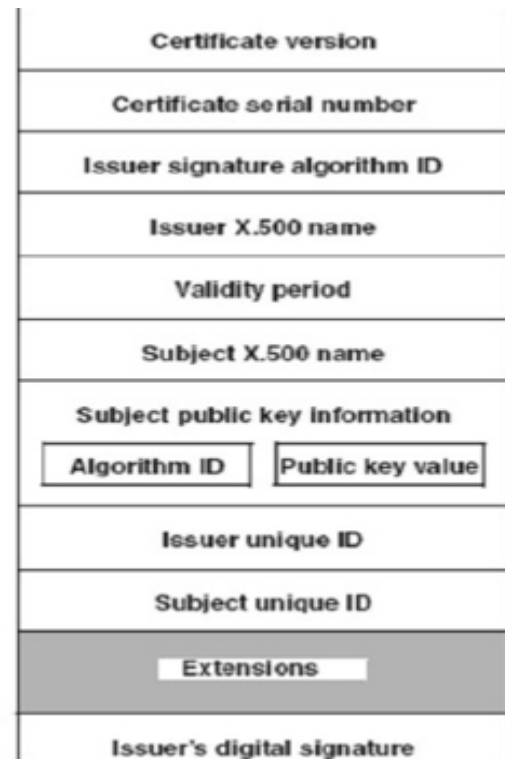 Certificate version
Certificate serial number
Issuer signature algorithm ID
Issuer X.500 name
Validity period
Subject X.500 name
Subject public key information
Algorithm ID Public key value
Issuer unique ID
Subject unique ID
Extensions
Issuer's digital signature